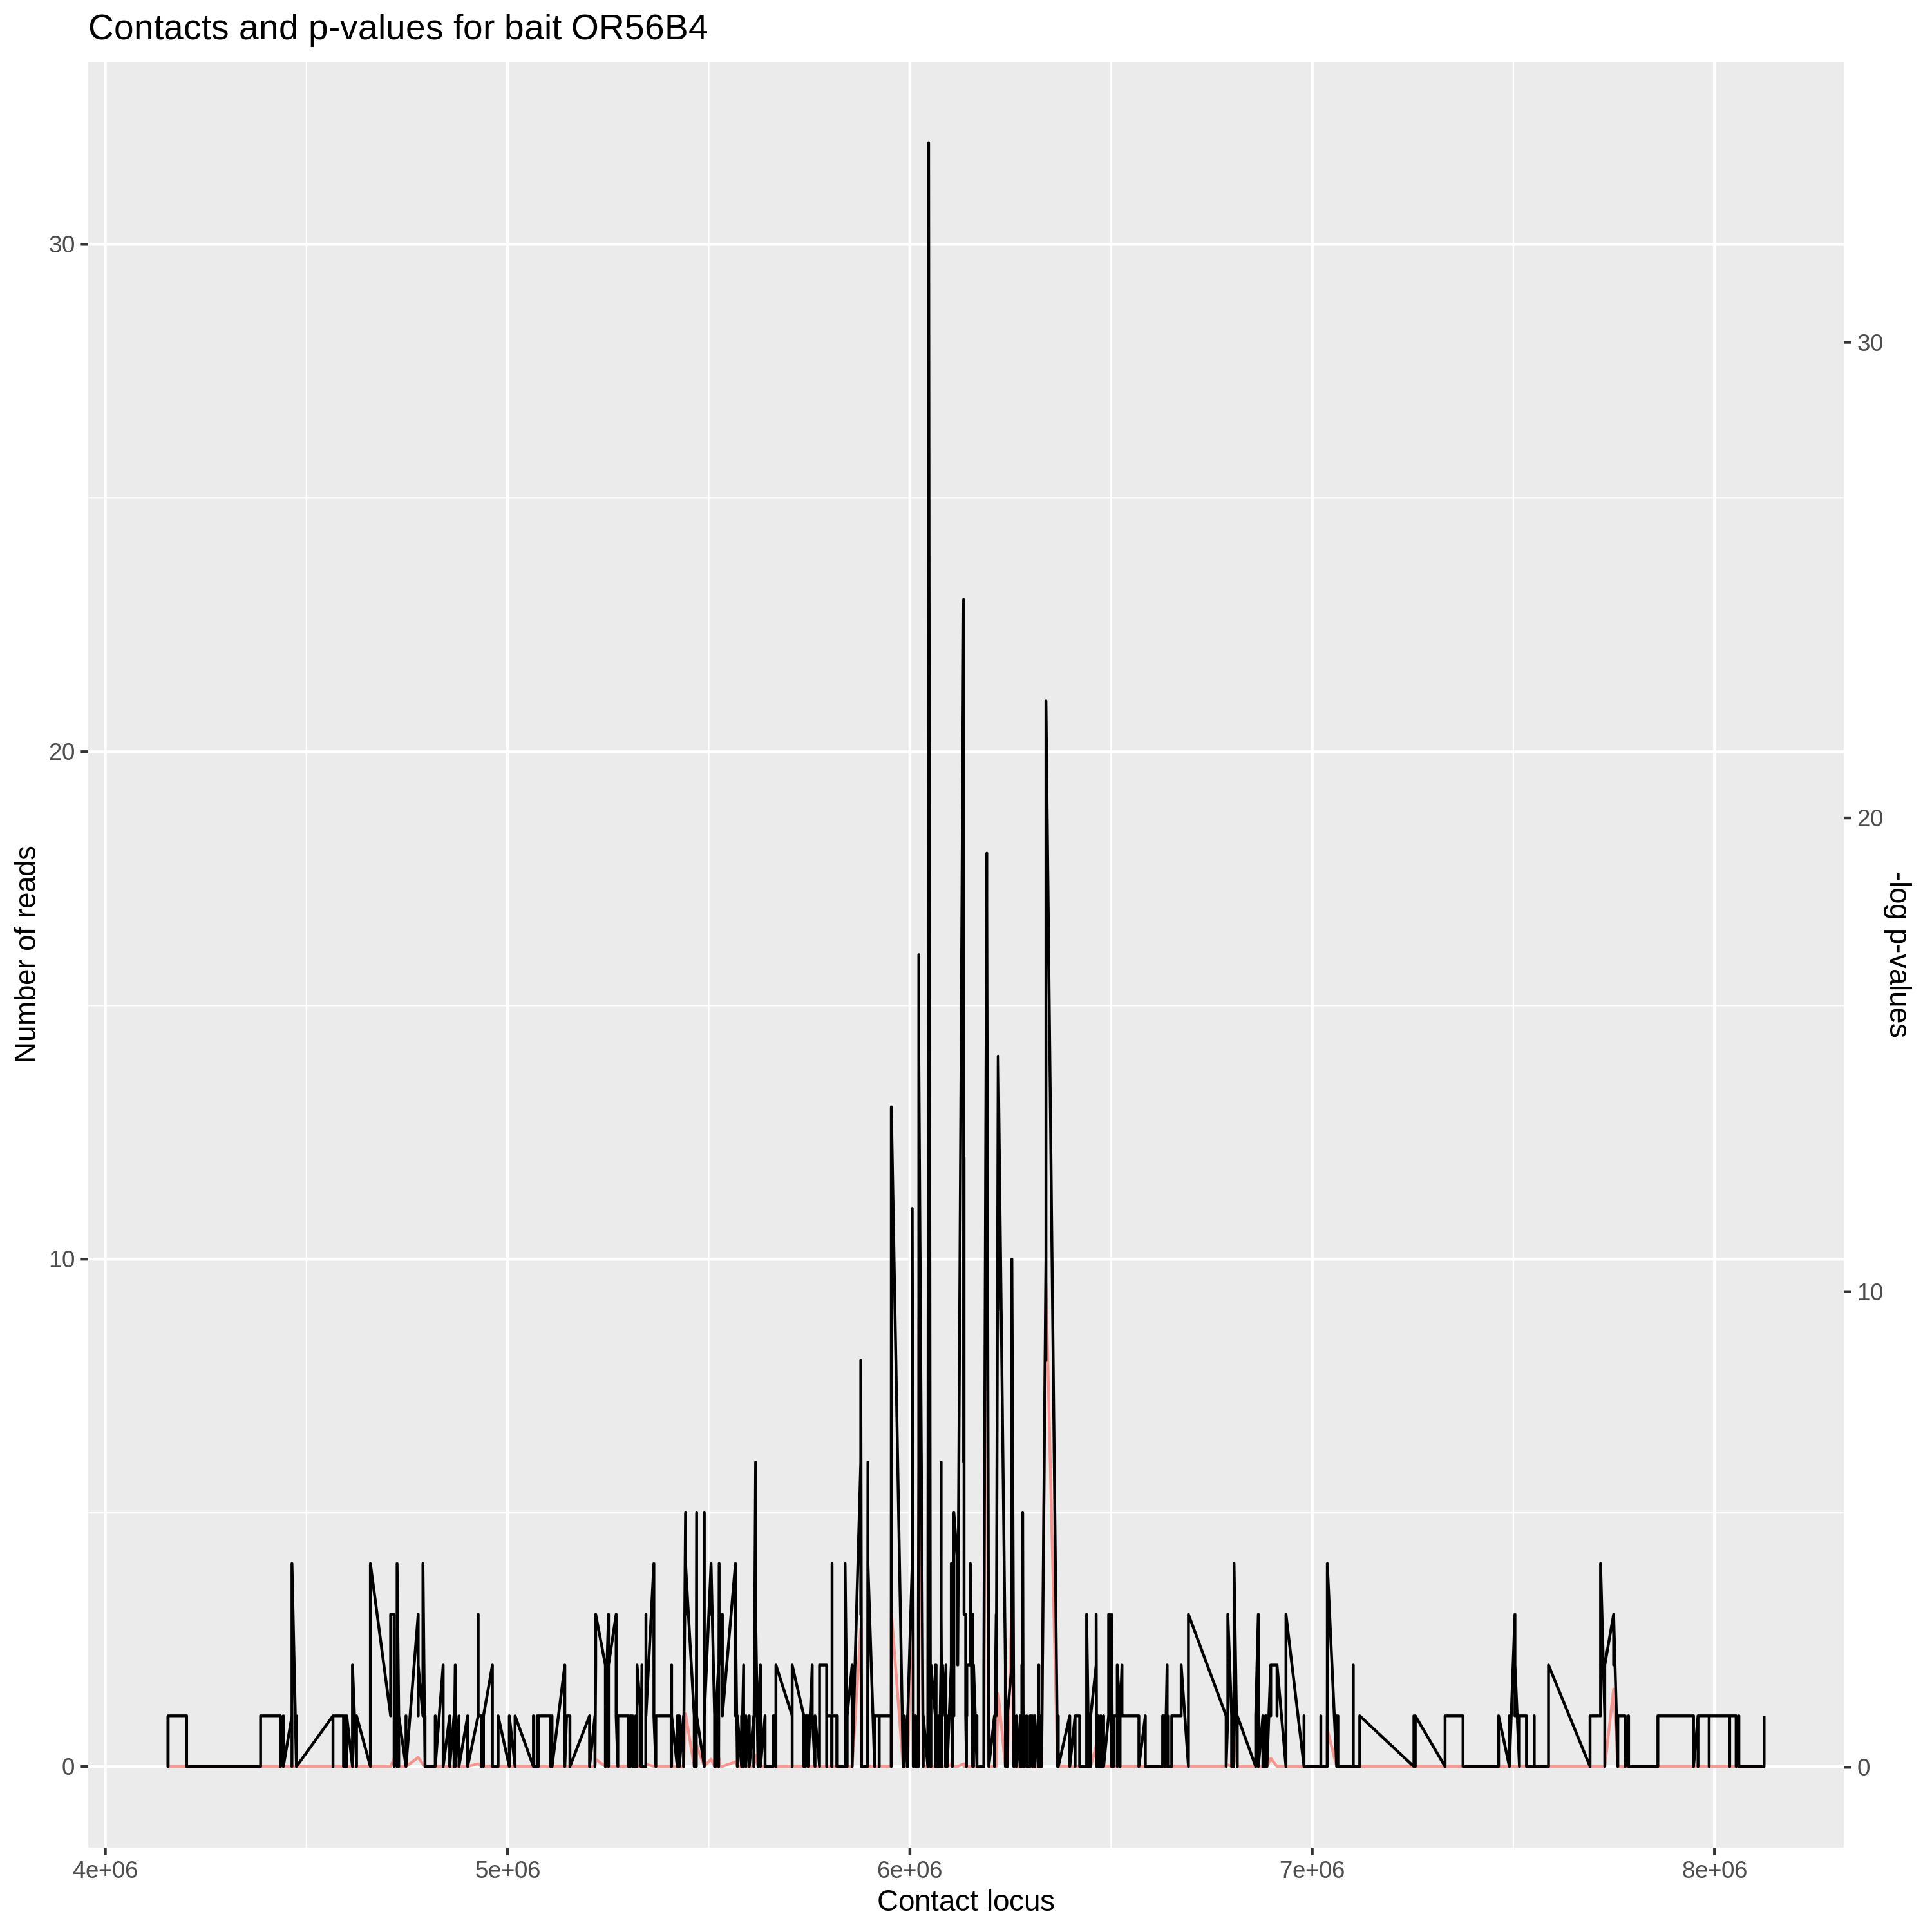 Contacts and p-values for bait OR56B4
30
20
10
0
Number of reads
30
20
10
0
-log p-values
4e+06 5e+06 6e+06 7e+06 8e+06
Contact locus